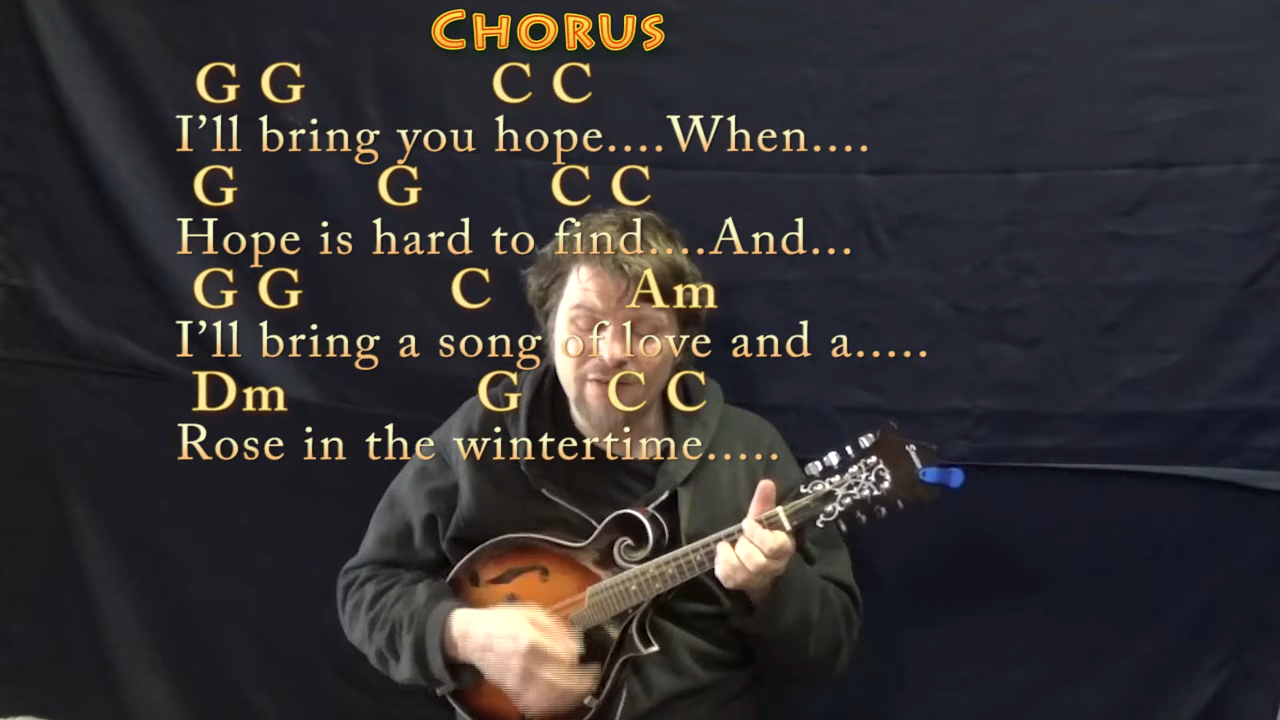 CHORUS
G G C C
I'll bring you hope....When....
G G C C
Hope is hard to find....And...
G G C Am
I'll bring a song of love and a.....
Dm G C C
Rose in the wintertime.....